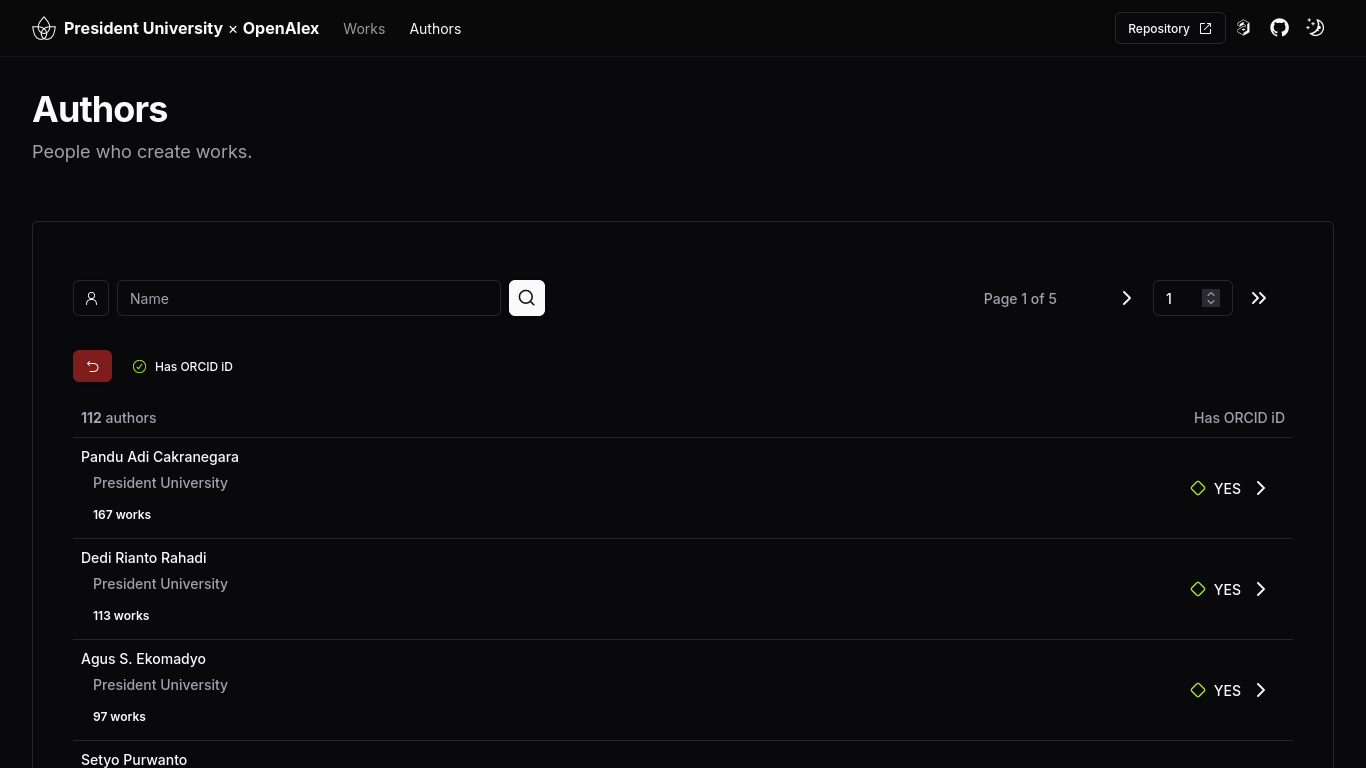 President University × OpenAlex Works Authors Repository
Authors
People who create works.
Name Page 1 of 5 1
Has ORCID iD
112 authors Has ORCID iD
Pandu Adi Cakranegara
President University
YES
167 works
Dedi Rianto Rahadi
President University
YES
113 works
Agus S. Ekomadyo
President University
YES
97 works
Setyo Purwanto